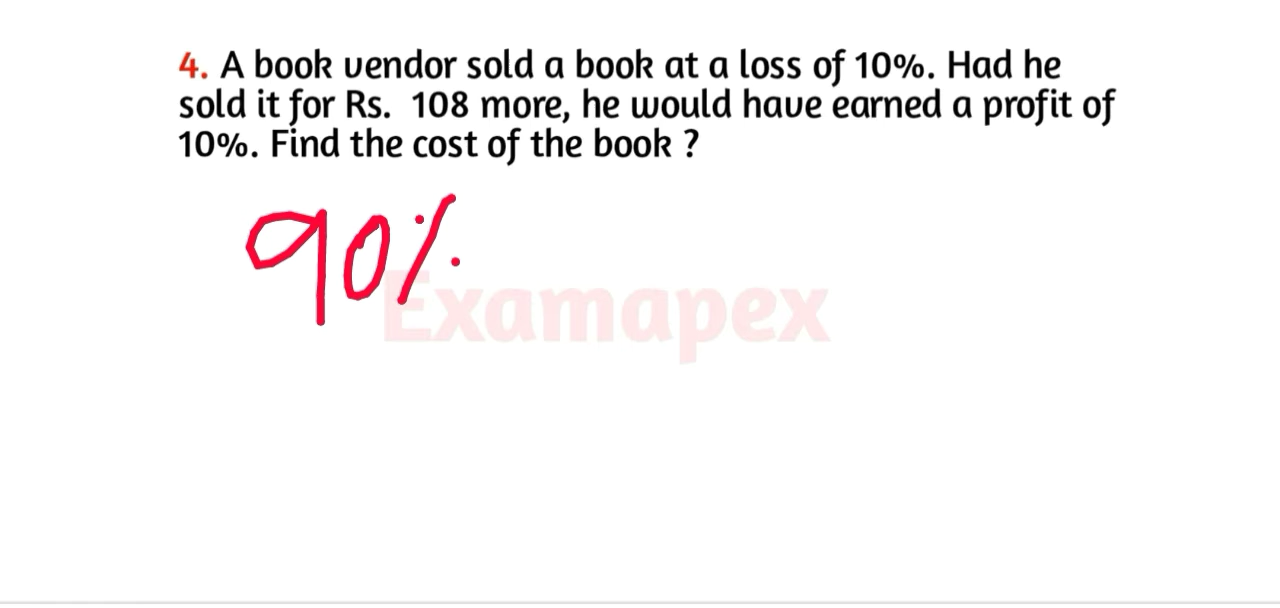 4. A book vendor sold a book at a loss of 10%. Had he
sold it for Rs. 108 more, he would have earned a profit of
10%. Find the cost of the book ?
90%
Examapex